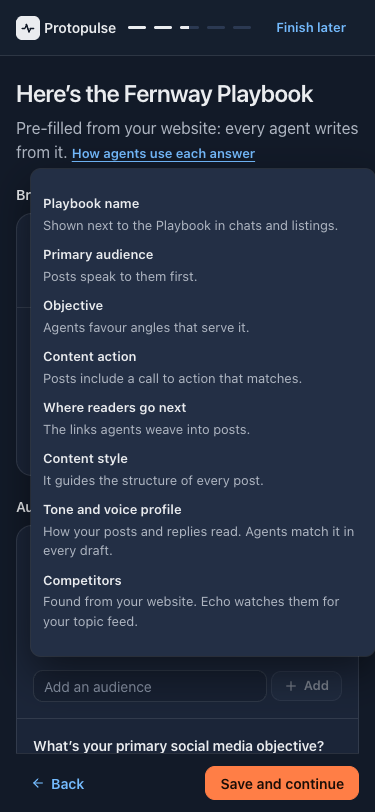 Protopulse
Finish later
Here's the Fernway Playbook
Pre-filled from your website: every agent writes
from it. How agents use each answer
Br
Playbook name
Shown next to the Playbook in chats and listings.
Primary audience
Posts speak to them first.
Objective
Agents favour angles that serve it.
Content action
Posts include a call to action that matches.
Where readers go next
The links agents weave into posts.
Content style
It guides the structure of every post.
Au
Tone and voice profile
How your posts and replies read. Agents match it in
every draft.
Competitors
Found from your website. Echo watches them for
your topic feed.
Add an audience
+ Add
What's your primary social media objective?
← Back
Save and continue